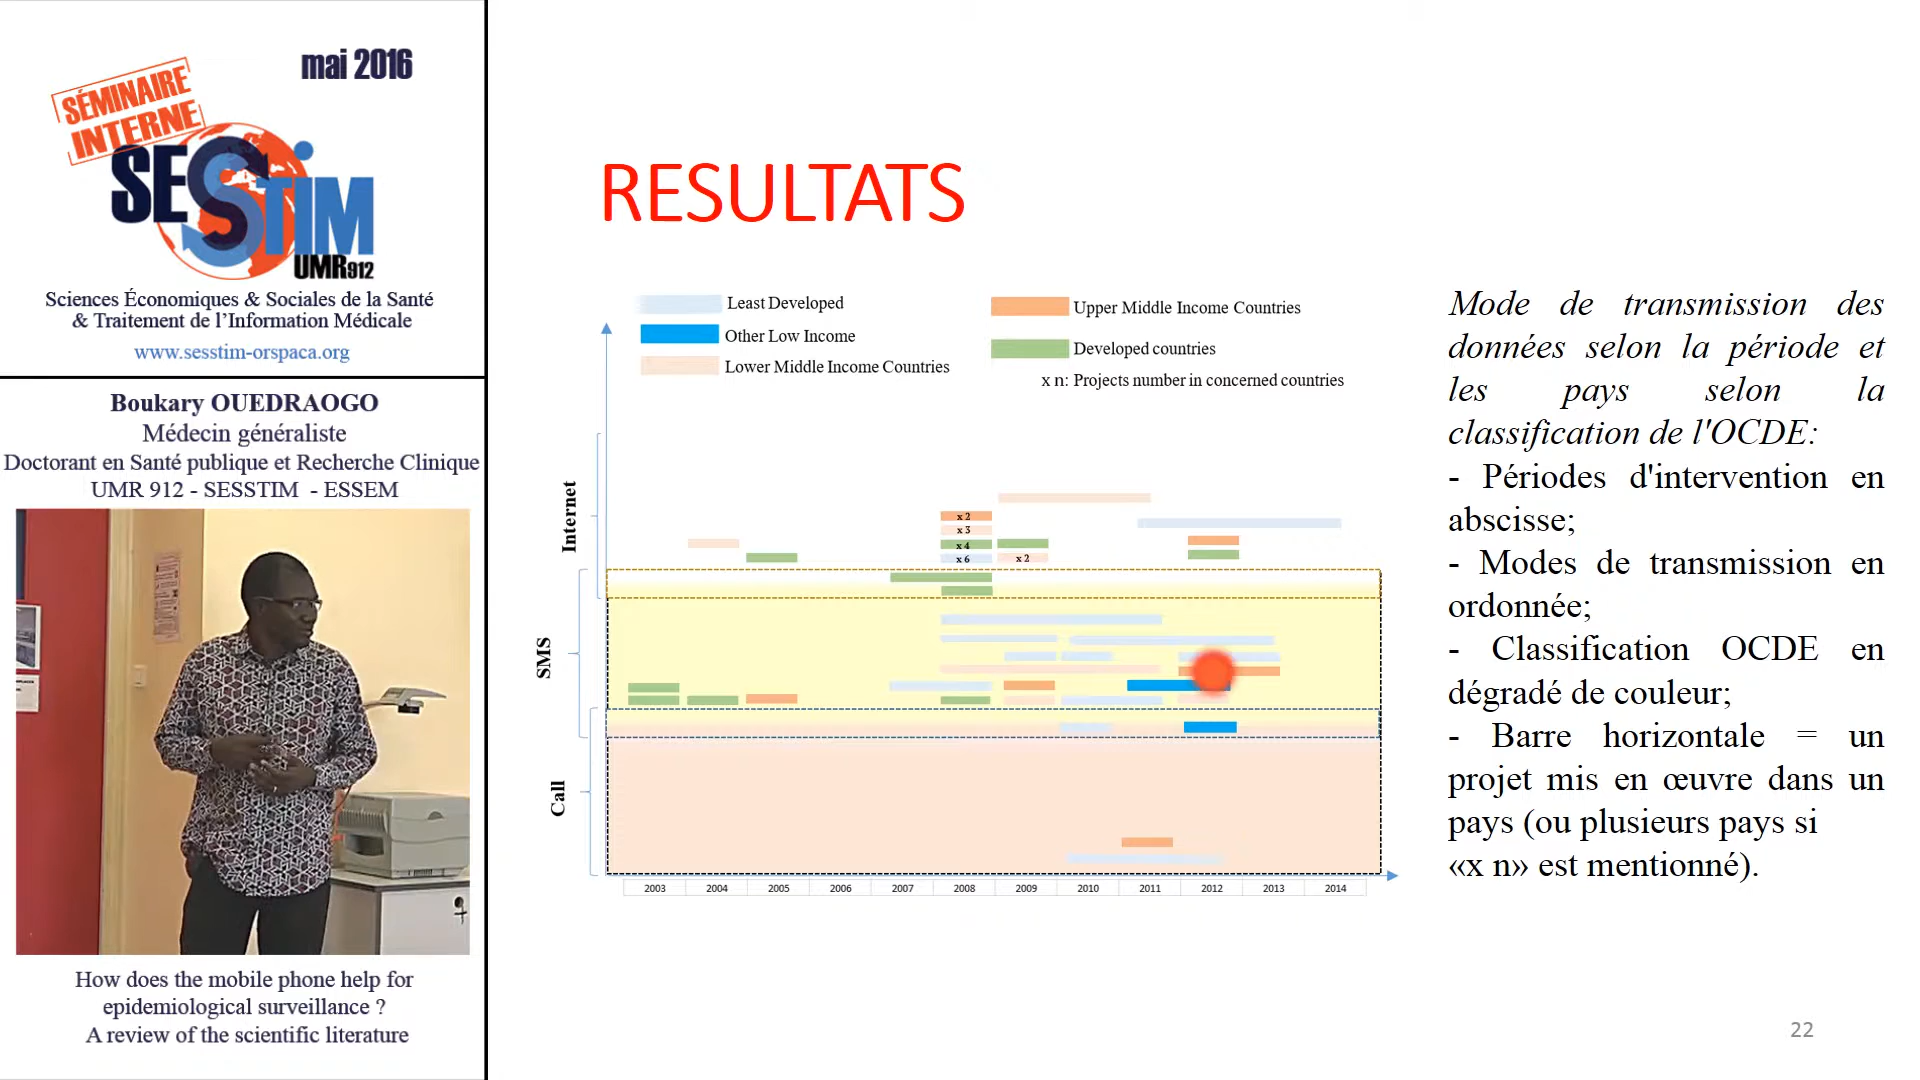 mai 2016
SÉMINAIRE
INTERNE
SESSTIM
UMR912
Sciences Économiques & Sociales de la Santé
& Traitement de l'Information Médicale
www.sesstim-orspaca.org
Boukary OUEDRAOGO
Médecin généraliste
Doctorant en Santé publique et Recherche Clinique
UMR 912 - SESSTIM - ESSEM
How does the mobile phone help for
epidemiological surveillance ?
A review of the scientific literature
RESULTATS
Least Developed
Other Low Income
Lower Middle Income Countries
Upper Middle Income Countries
Developed countries
x n: Projects number in concerned countries
Internet
SMS
Call
x 2
x 3
x 4
x 6
x 2
2003 2004 2005 2006 2007 2008 2009 2010 2011 2012 2013 2014
Mode de transmission des
données selon la période et
les pays selon la
classification de l'OCDE:
- Périodes d'intervention en
abscisse;
- Modes de transmission en
ordonnée;
- Classification OCDE en
dégradé de couleur;
- Barre horizontale = un
projet mis en œuvre dans un
pays (ou plusieurs pays si
«x n» est mentionné).
22